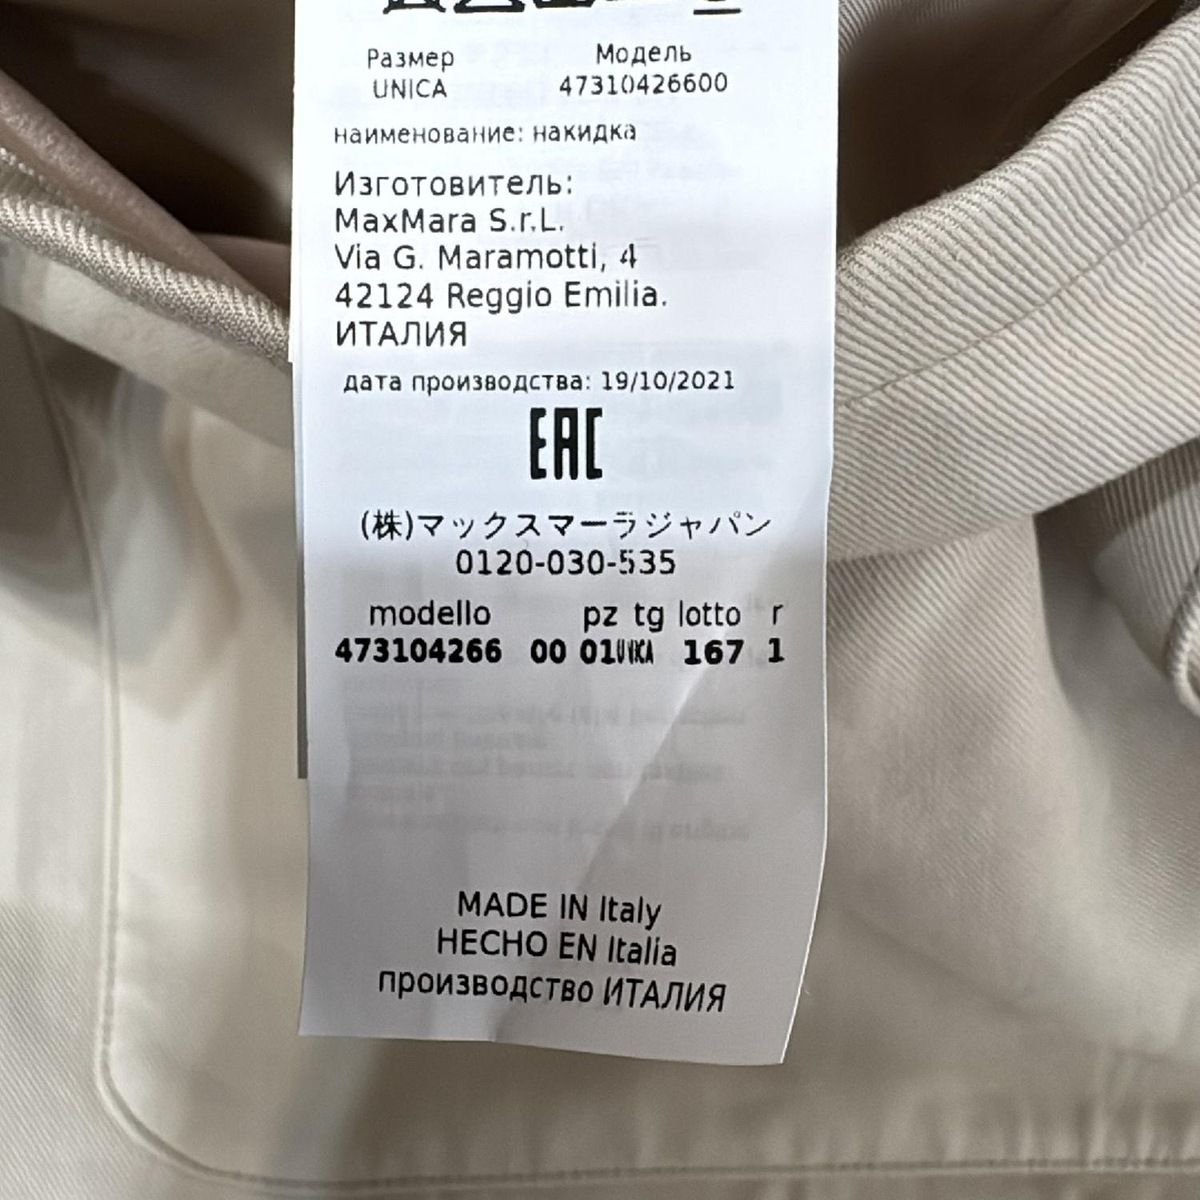 Размер Модель
UNICA 47310426600
наименование: накидка
Изготовитель:
MaxMara S.r.L.
Via G. Maramotti, 4
42124 Reggio Emilia.
ИТАЛИЯ
дата производства: 19/10/2021
EAC
(株)マックスマーラジャパン
0120-030-535
modello pz tg lotto r
473104266 00 01UNICA 167 1
MADE IN Italy
HECHO EN Italia
производство ИТАЛИЯ